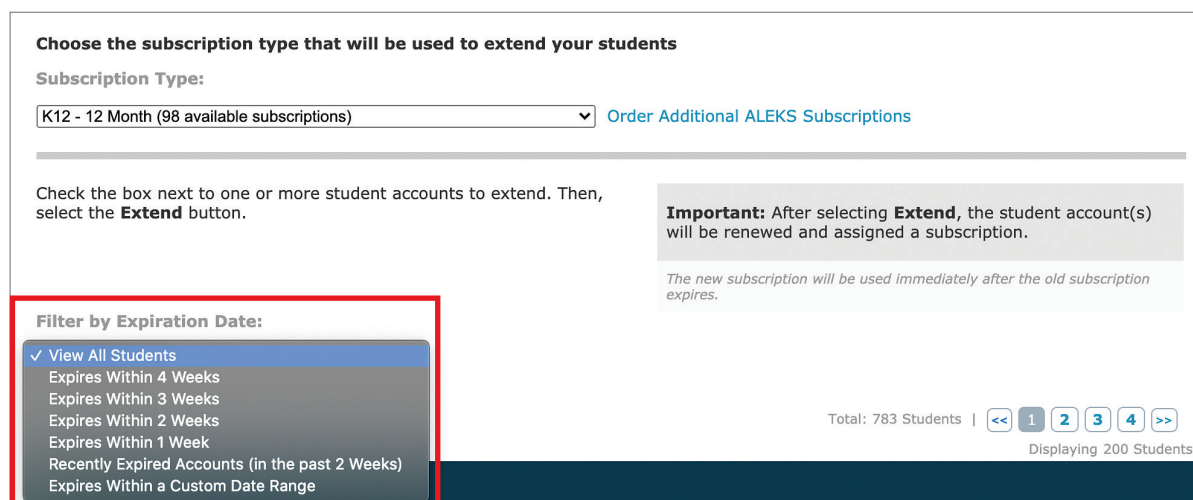 Choose the subscription type that will be used to extend your students
Subscription Type:
K12 - 12 Month (98 available subscriptions)
Order Additional ALEKS Subscriptions
Check the box next to one or more student accounts to extend. Then,
select the Extend button.
Important: After selecting Extend, the student account(s)
will be renewed and assigned a subscription.
The new subscription will be used immediately after the old subscription
expires.
Filter by Expiration Date:
✓ View All Students
Expires Within 4 Weeks
Expires Within 3 Weeks
Expires Within 2 Weeks
Expires Within 1 Week
Recently Expired Accounts (in the past 2 Weeks)
Expires Within a Custom Date Range
Total: 783 Students | << 1 2 3 4 >>
Displaying 200 Students